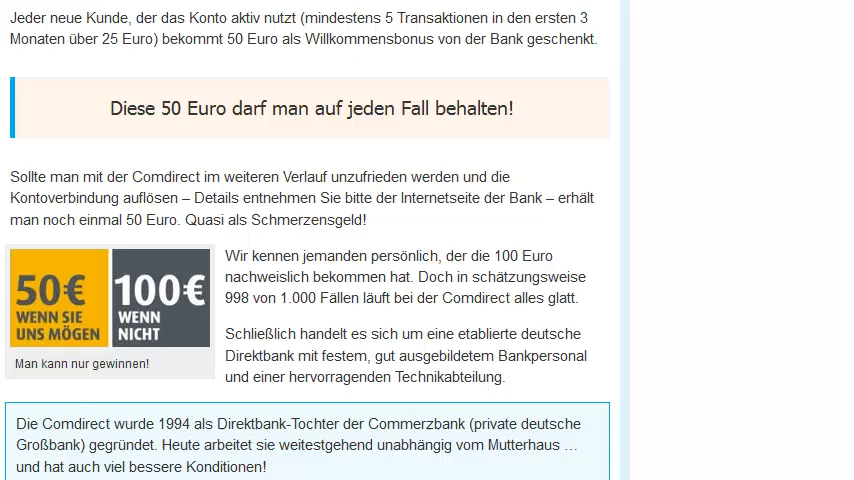 Jeder neue Kunde, der das Konto aktiv nutzt (mindestens 5 Transaktionen in den ersten 3
Monaten über 25 Euro) bekommt 50 Euro als Willkommensbonus von der Bank geschenkt.
Diese 50 Euro darf man auf jeden Fall behalten!
Sollte man mit der Comdirect im weiteren Verlauf unzufrieden werden und die
Kontoverbindung auflösen – Details entnehmen Sie bitte der Internetseite der Bank – erhält
man noch einmal 50 Euro. Quasi als Schmerzensgeld!
50€
WENN SIE
UNS MÖGEN
100€
WENN
NICHT
Man kann nur gewinnen!
Wir kennen jemanden persönlich, der die 100 Euro
nachweislich bekommen hat. Doch in schätzungsweise
998 von 1.000 Fällen läuft bei der Comdirect alles glatt.
Schließlich handelt es sich um eine etablierte deutsche
Direktbank mit festem, gut ausgebildetem Bankpersonal
und einer hervorragenden Technikabteilung.
Die Comdirect wurde 1994 als Direktbank-Tochter der Commerzbank (private deutsche
Großbank) gegründet. Heute arbeitet sie weitestgehend unabhängig vom Mutterhaus …
und hat auch viel bessere Konditionen!